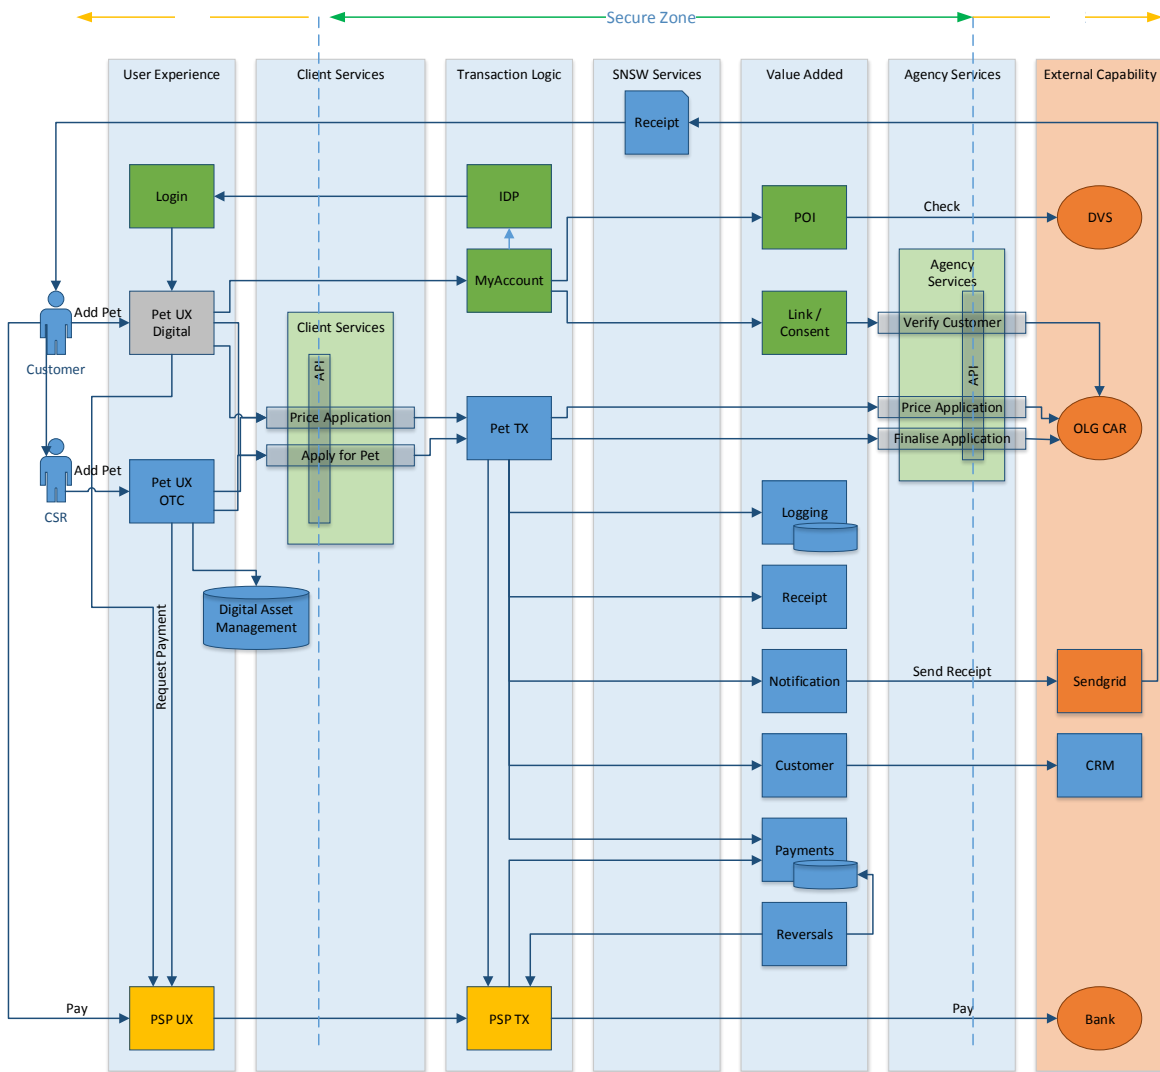 Secure Zone
User Experience
Client Services
Transaction Logic
SNSW Services
Value Added
Agency Services
External Capability
Receipt
Login
IDP
POI
Check
DVS
MyAccount
Agency
Services
Add Pet
Pet UX
Digital
Client Services
Link /
Consent
Verify Customer
Customer
API
API
Price Application
Pet TX
Price Application
OLG CAR
Finalise Application
Apply for Pet
Add Pet
Pet UX
OTC
CSR
Logging
Digital Asset
Management
Receipt
Request Payment
Notification
Send Receipt
Sendgrid
Customer
CRM
Payments
Reversals
Pay
PSP UX
PSP TX
Pay
Bank